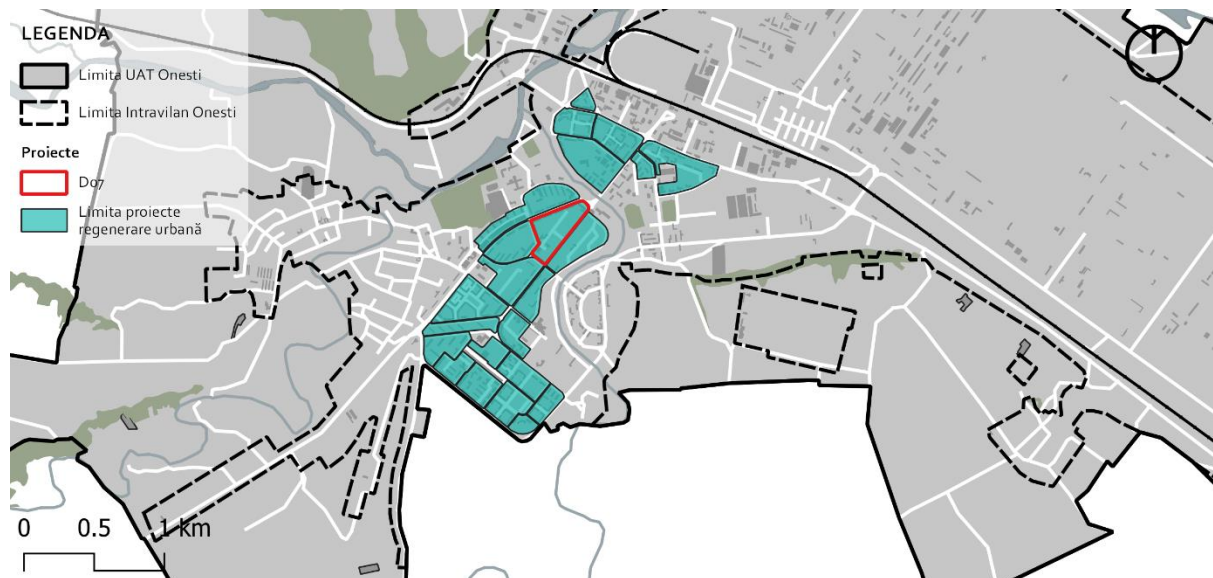 LEGENDA
Limita UAT Onesti
Limita Intravilan Onesti
Proiecte
D07
Limita proiecte
regenerare urbană
0 0.5 1 km